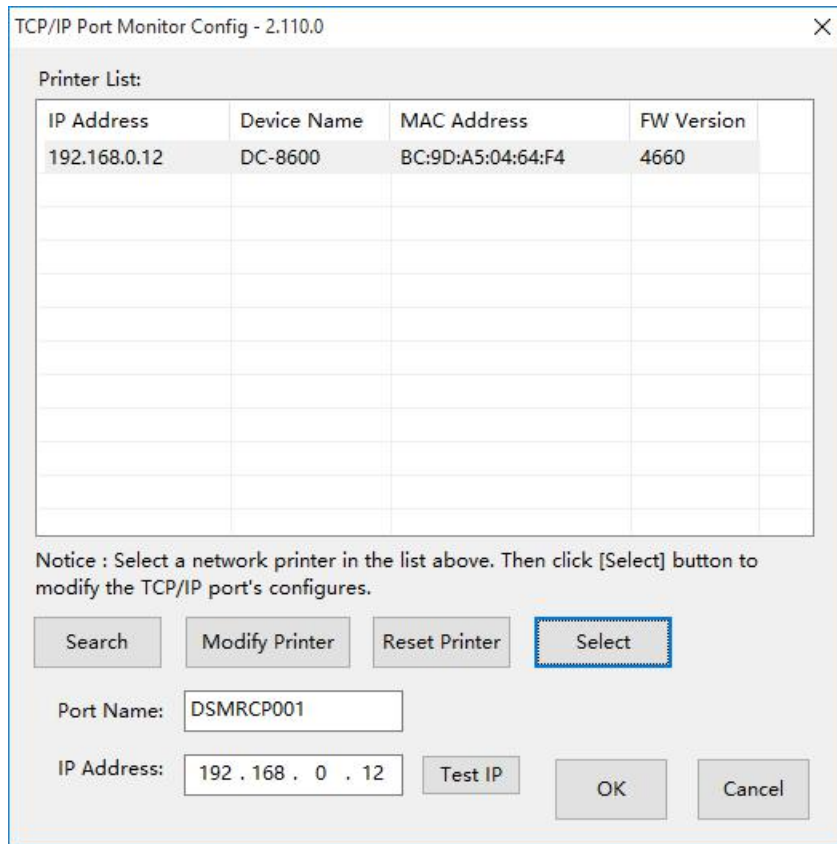 TCP/IP Port Monitor Config - 2.110.0
Printer List:
IP Address Device Name MAC Address FW Version
192.168.0.12 DC-8600 BC:9D:A5:04:64:F4 4660
Notice : Select a network printer in the list above. Then click [Select] button to
modify the TCP/IP port's configures.
Search Modify Printer Reset Printer Select
Port Name: DSMRCP001
IP Address: 192 . 168 . 0 . 12 Test IP OK Cancel